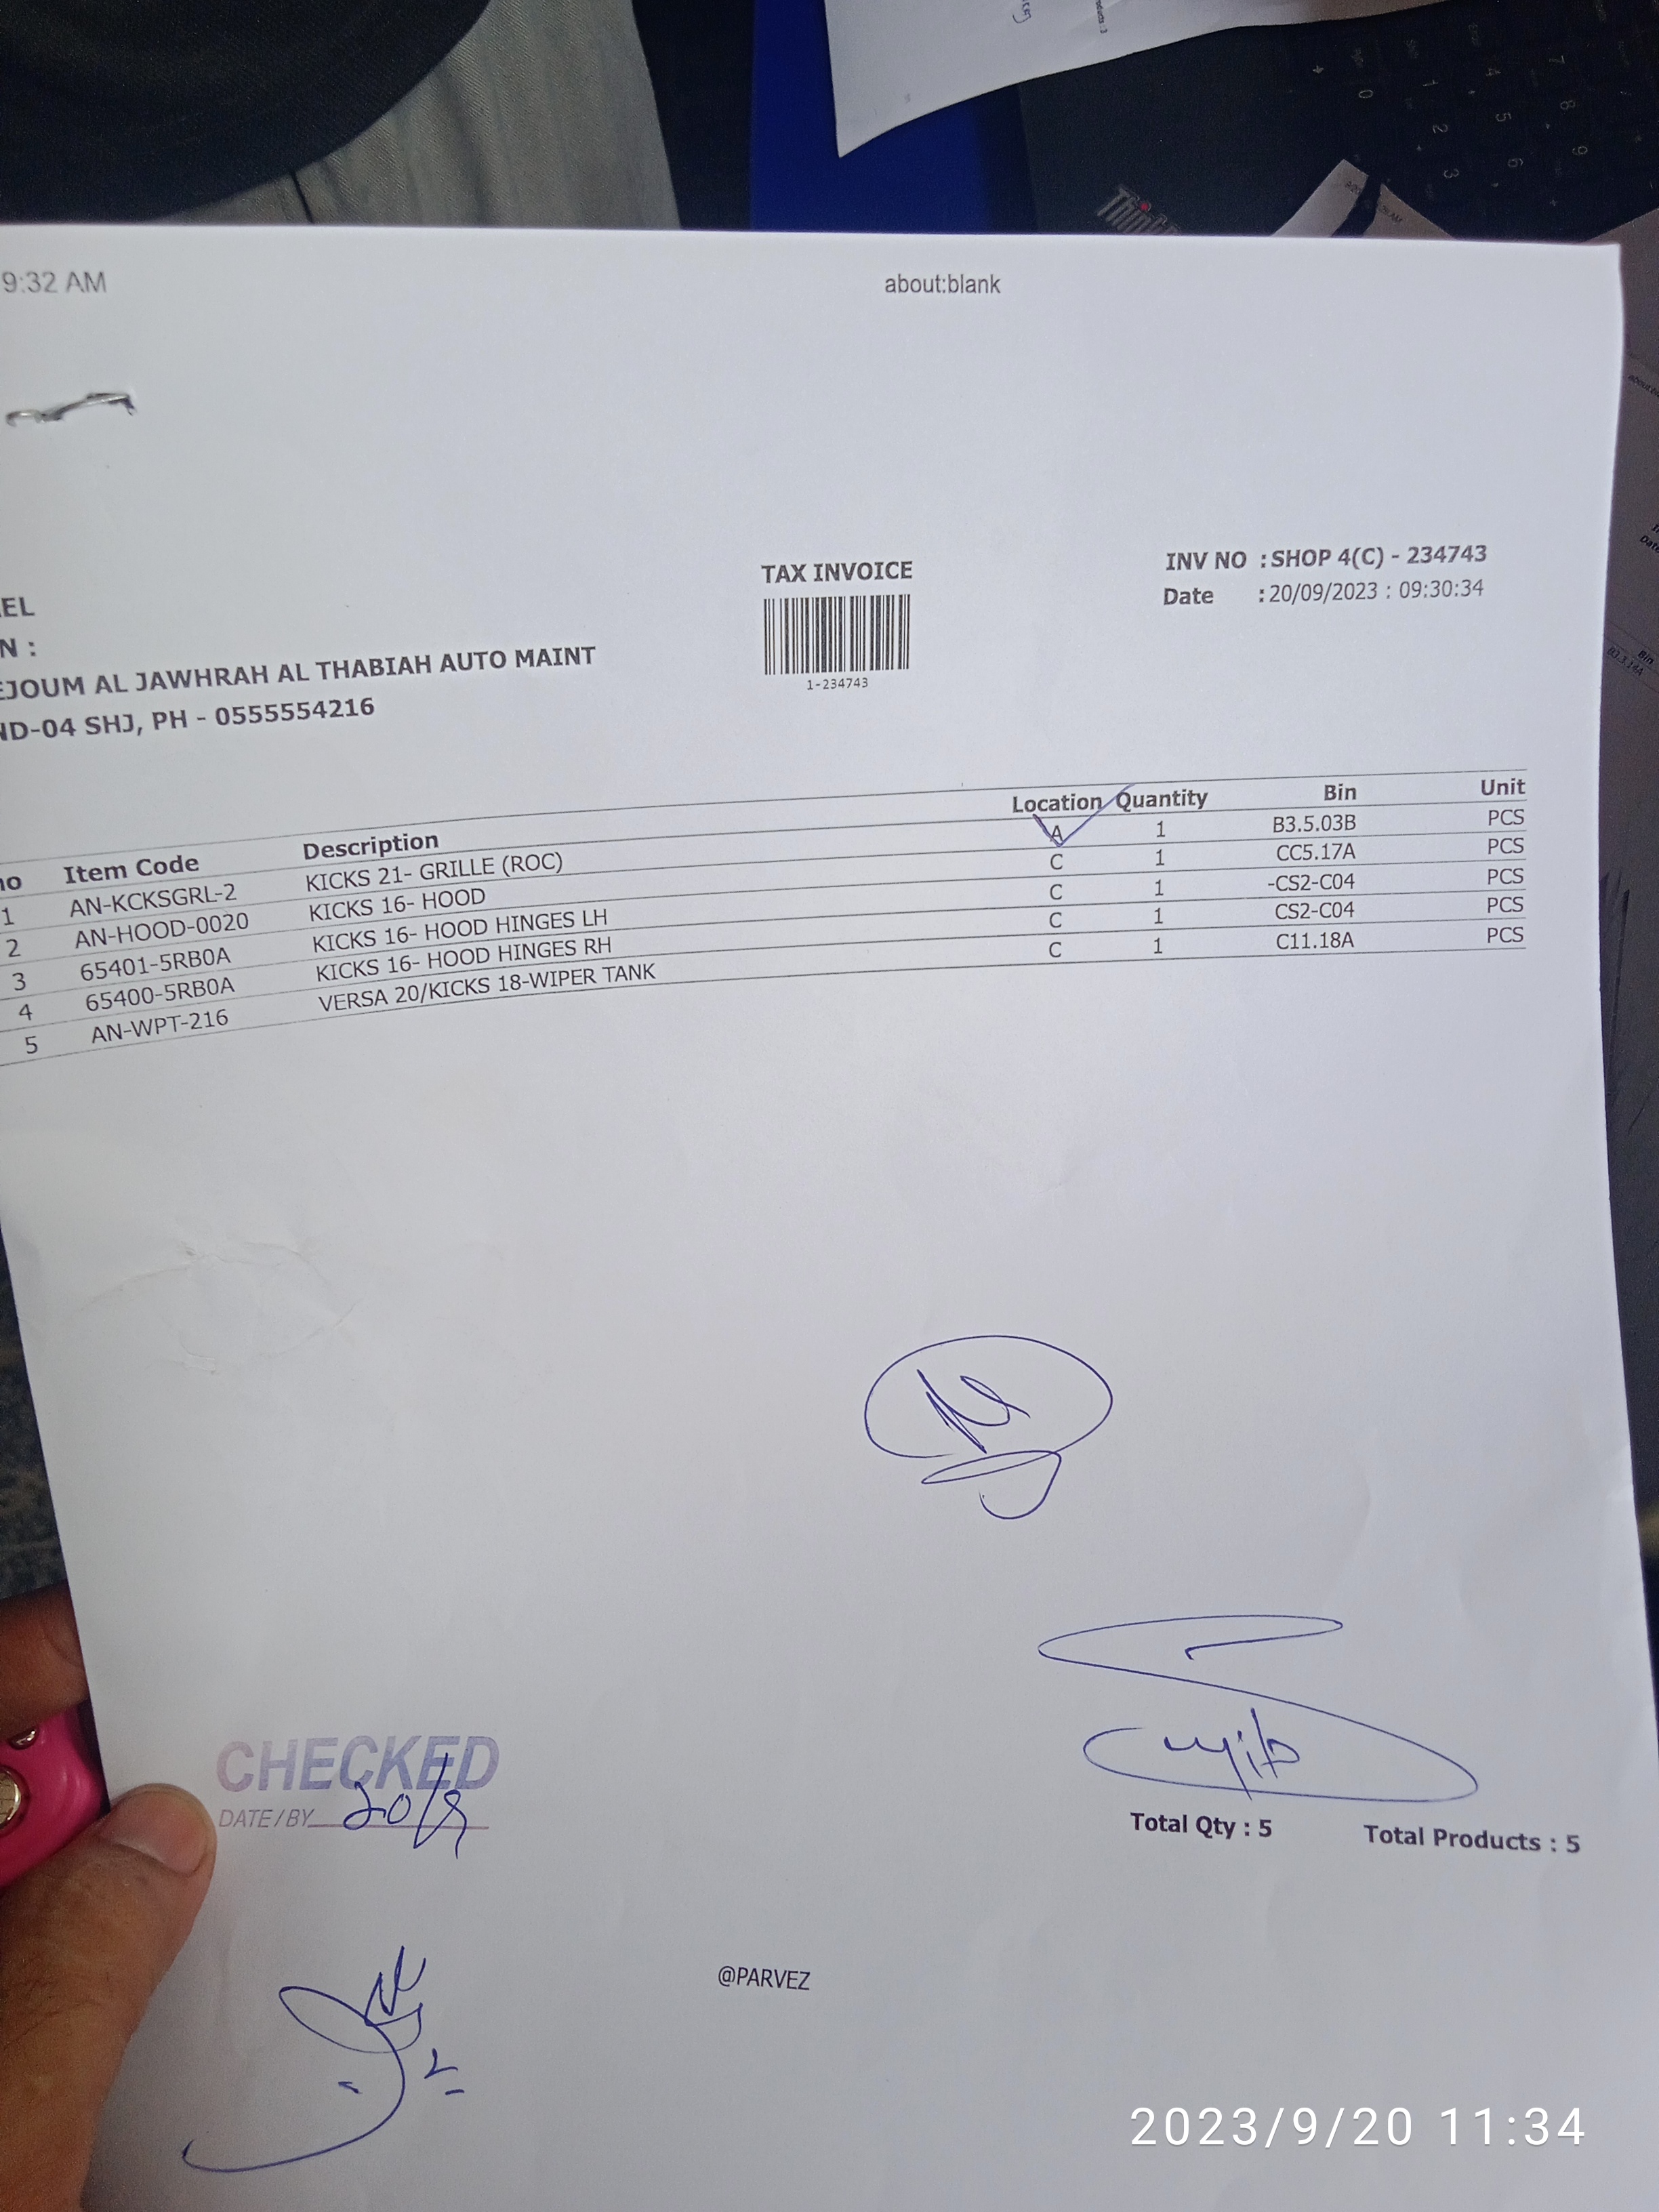 9:32 AM about:blank
TAX INVOICE
INV NO : SHOP 4(C) - 234743
Date : 20/09/2023 : 09:30:34
1-234743
EL
N :
EJOUM AL JAWHRAH AL THABIAH AUTO MAINT
ND-04 SHJ, PH - 0555554216
no Item Code Description Location Quantity Bin Unit
1 AN-KCKSGRL-2 KICKS 21- GRILLE (ROC) A 1 B3.5.03B PCS
2 AN-HOOD-0020 KICKS 16- HOOD C 1 CC5.17A PCS
3 65401-5RB0A KICKS 16- HOOD HINGES LH C 1 -CS2-C04 PCS
4 65400-5RB0A KICKS 16- HOOD HINGES RH C 1 CS2-C04 PCS
5 AN-WPT-216 VERSA 20/KICKS 18-WIPER TANK C 1 C11.18A PCS
CHECKED
DATE/BY 20/9
Total Qty : 5 Total Products : 5
@PARVEZ
2023/9/20 11:34